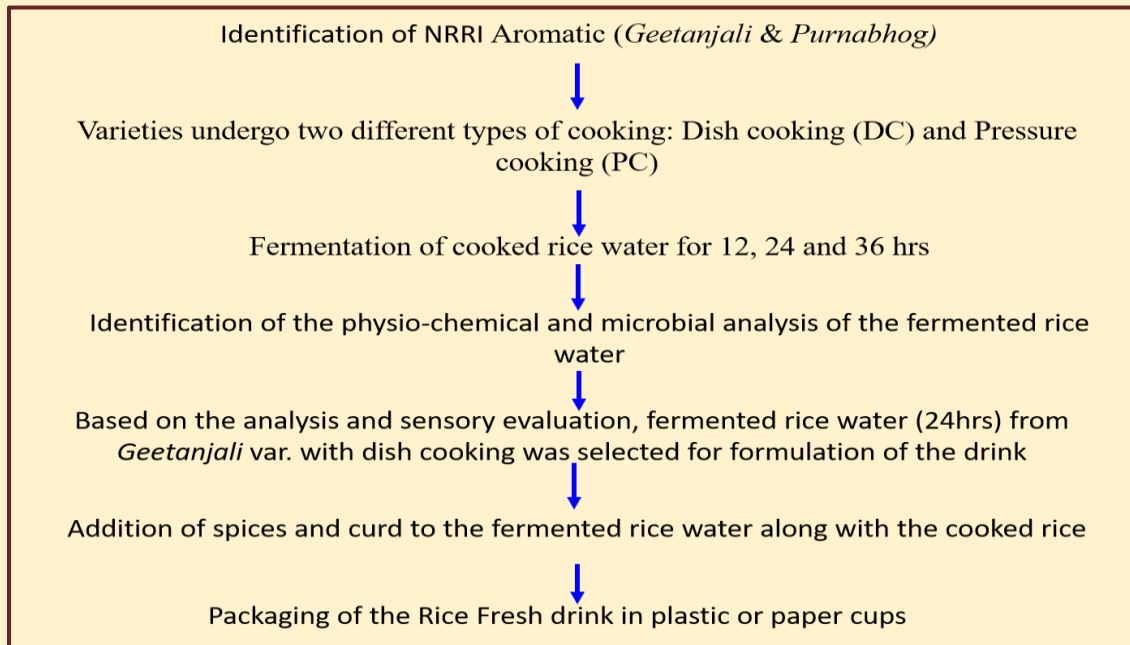 Identification of NRRI Aromatic (Geetanjali & Purnabhog)
Varieties undergo two different types of cooking: Dish cooking (DC) and Pressure
cooking (PC)
Fermentation of cooked rice water for 12, 24 and 36 hrs
Identification of the physio-chemical and microbial analysis of the fermented rice
water
Based on the analysis and sensory evaluation, fermented rice water (24hrs) from
Geetanjali var. with dish cooking was selected for formulation of the drink
Addition of spices and curd to the fermented rice water along with the cooked rice
Packaging of the Rice Fresh drink in plastic or paper cups